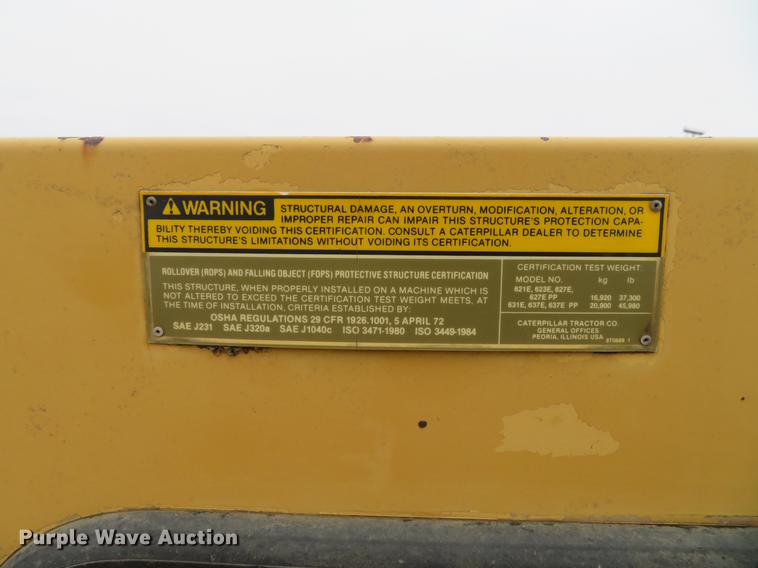 WARNING STRUCTURAL DAMAGE, AN OVERTURN, MODIFICATION, ALTERATION, OR
IMPROPER REPAIR CAN IMPAIR THIS STRUCTURE'S PROTECTION CAPA-
BILITY THEREBY VOIDING THIS CERTIFICATION. CONSULT A CATERPILLAR DEALER TO DETERMINE
THIS STRUCTURE'S LIMITATIONS WITHOUT VOIDING ITS CERTIFICATION.
ROLLOVER (ROPS) AND FALLING OBJECT (FOPS) PROTECTIVE STRUCTURE CERTIFICATION
THIS STRUCTURE, WHEN PROPERLY INSTALLED ON A MACHINE WHICH IS
NOT ALTERED TO EXCEED THE CERTIFICATION TEST WEIGHT MEETS, AT
THE TIME OF INSTALLATION, CRITERIA ESTABLISHED BY:
OSHA REGULATIONS 29 CFR 1926.1001, 5 APRIL 72
SAE J231 SAE J320a SAE J1040c ISO 3471-1980 ISO 3449-1984
CERTIFICATION TEST WEIGHT:
MODEL NO. kg lb
621E, 623E, 627E,
627E PP 16,920 37,300
631E, 633E, 637E PP 20,900 45,980
CATERPILLAR TRACTOR CO.
GENERAL OFFICES
PEORIA, ILLINOIS USA
Purple Wave Auction®